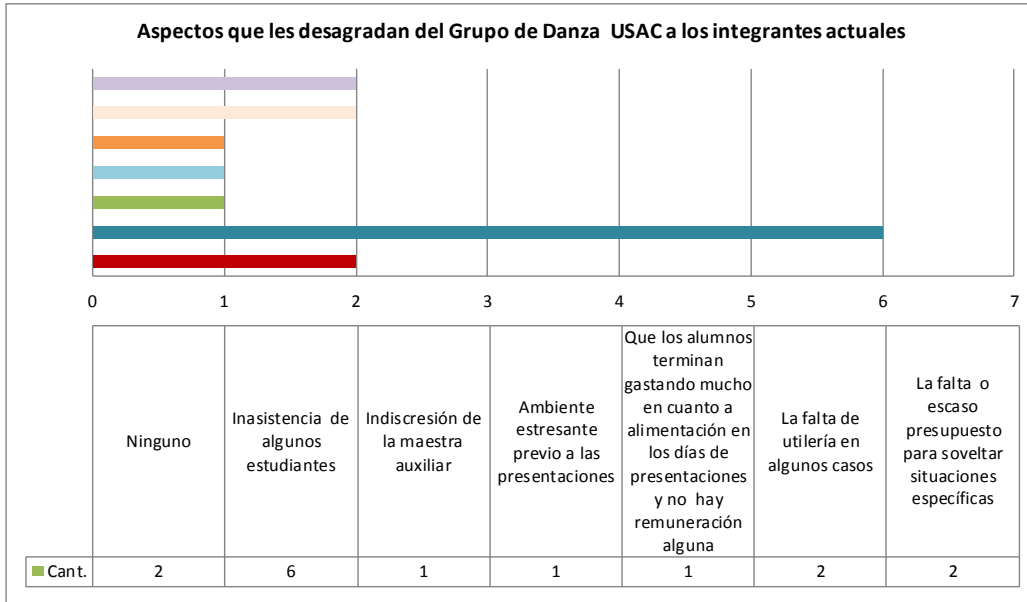 Aspectos que les desagradan del Grupo de Danza USAC a los integrantes actuales
0 1 2 3 4 5 6 7
Ninguno
Inasistencia de
algunos
estudiantes
Indiscresión de
la maestra
auxiliar
Ambiente
estresante
previo a las
presentaciones
Que los alumnos
terminan
gastando mucho
en cuanto a
alimentación en
los días de
presentaciones
y no hay
remuneración
alguna
La falta de
utilería en
algunos casos
La falta o
escaso
presupuesto
para soveltar
situaciones
específicas
Cant. 2 6 1 1 1 2 2